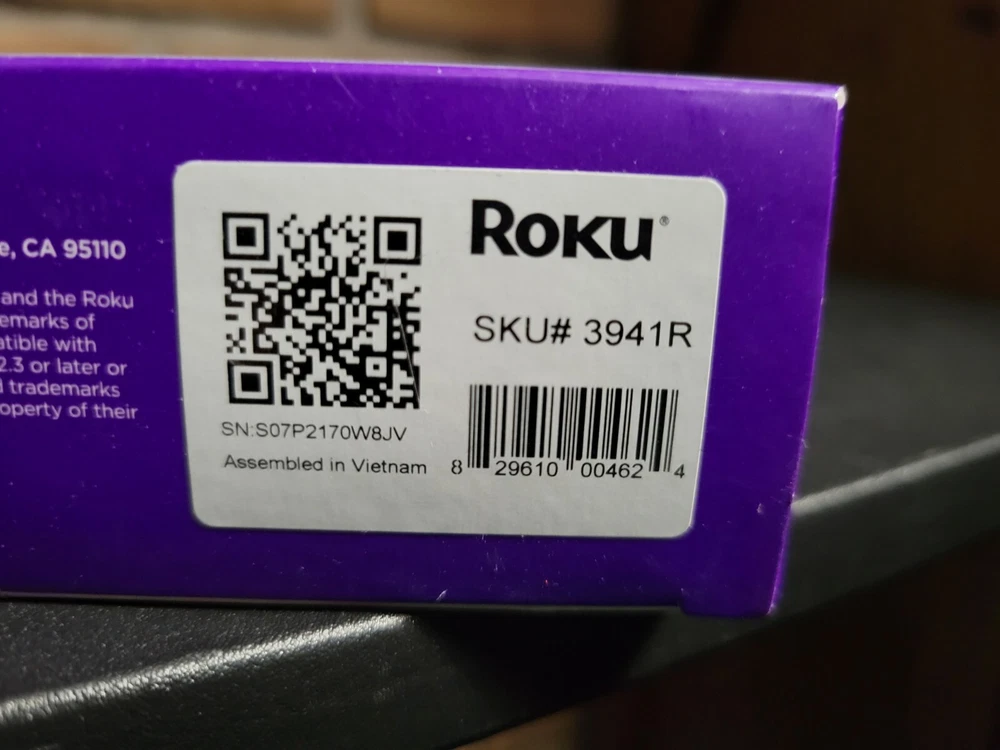 e, CA 95110
and the Roku
emarks of
atible with
2.3 or later or
d trademarks
operty of their
ROKU®
SKU# 3941R
SN:S07P2170W8JV
Assembled in Vietnam
8 29610 00462 4